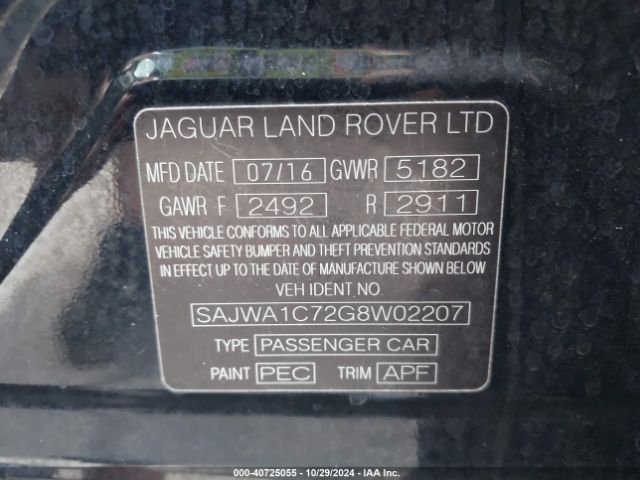 JAGUAR LAND ROVER LTD
MFD DATE 07/16 GVWR 5182
GAWR F 2492 R 2911
THIS VEHICLE CONFORMS TO ALL APPLICABLE FEDERAL MOTOR
VEHICLE SAFETY BUMPER AND THEFT PREVENTION STANDARDS
IN EFFECT UP TO THE DATE OF MANUFACTURE SHOWN BELOW
VEH IDENT NO.
SAJWA1C72G8W02207
TYPE PASSENGER CAR
PAINT PEC TRIM APF
000-40725055 - 10/29/2024 - IAA Inc.